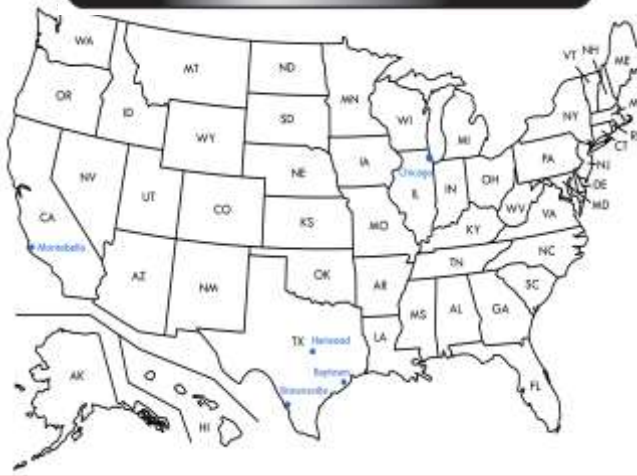 WA
MT
ND
MN
OR
ID
SD
WI
MI
VT
NH
ME
NY
WY
IA
NE
PA
CT
NJ
DE
MD
NV
UT
CO
IL
Chicago
IN
OH
WV
VA
CA
KS
MO
KY
Montebello
AZ
NM
OK
AR
TN
NC
SC
MS
AL
GA
LA
TX
Harwood
Baytown
Brownsville
FL
AK
HI